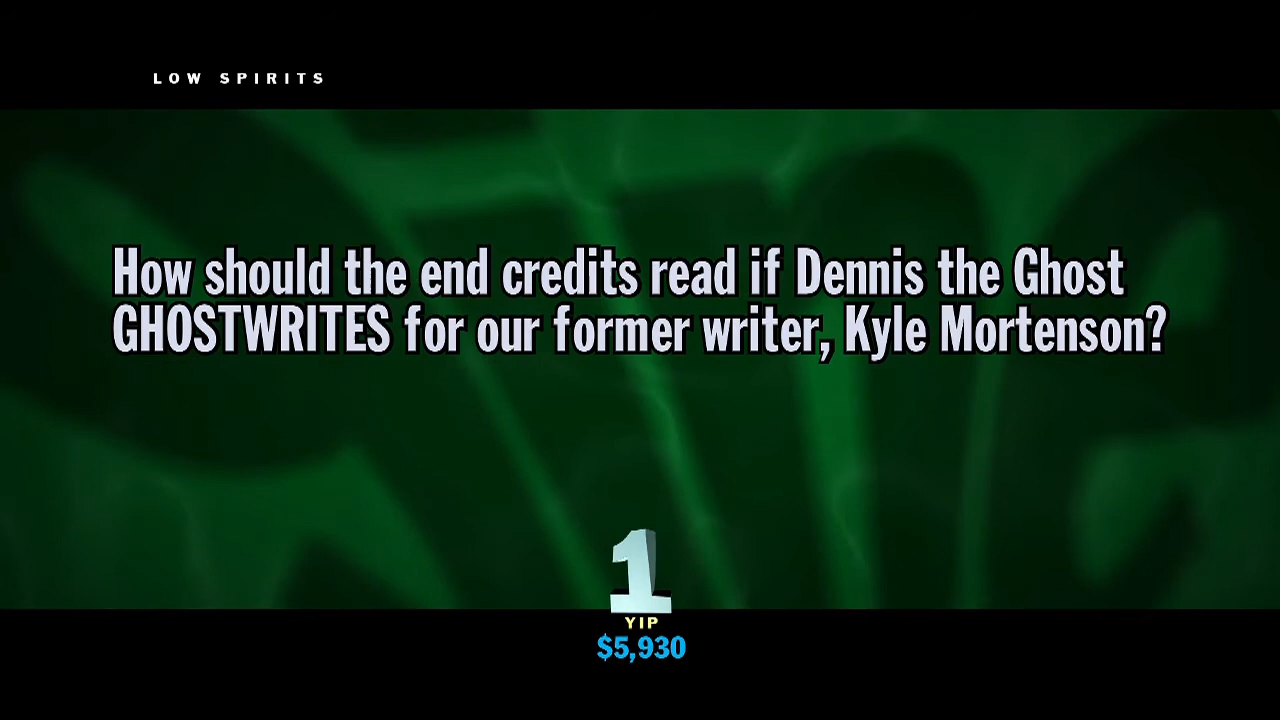 LOW SPIRITS
How should the end credits read if Dennis the Ghost
GHOSTWRITES for our former writer, Kyle Mortenson?
1
YIP
$5,930